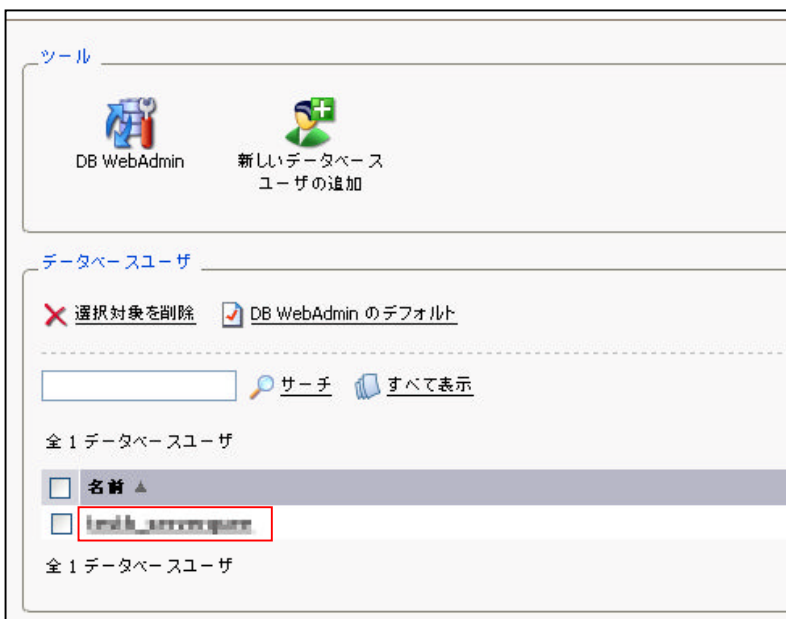 ツール
DB WebAdmin
新しいデータベース
ユーザの追加
データベースユーザ
選択対象を削除 DB WebAdmin のデフォルト
サーチ すべて表示
全 1 データベースユーザ
名前
全 1 データベースユーザ